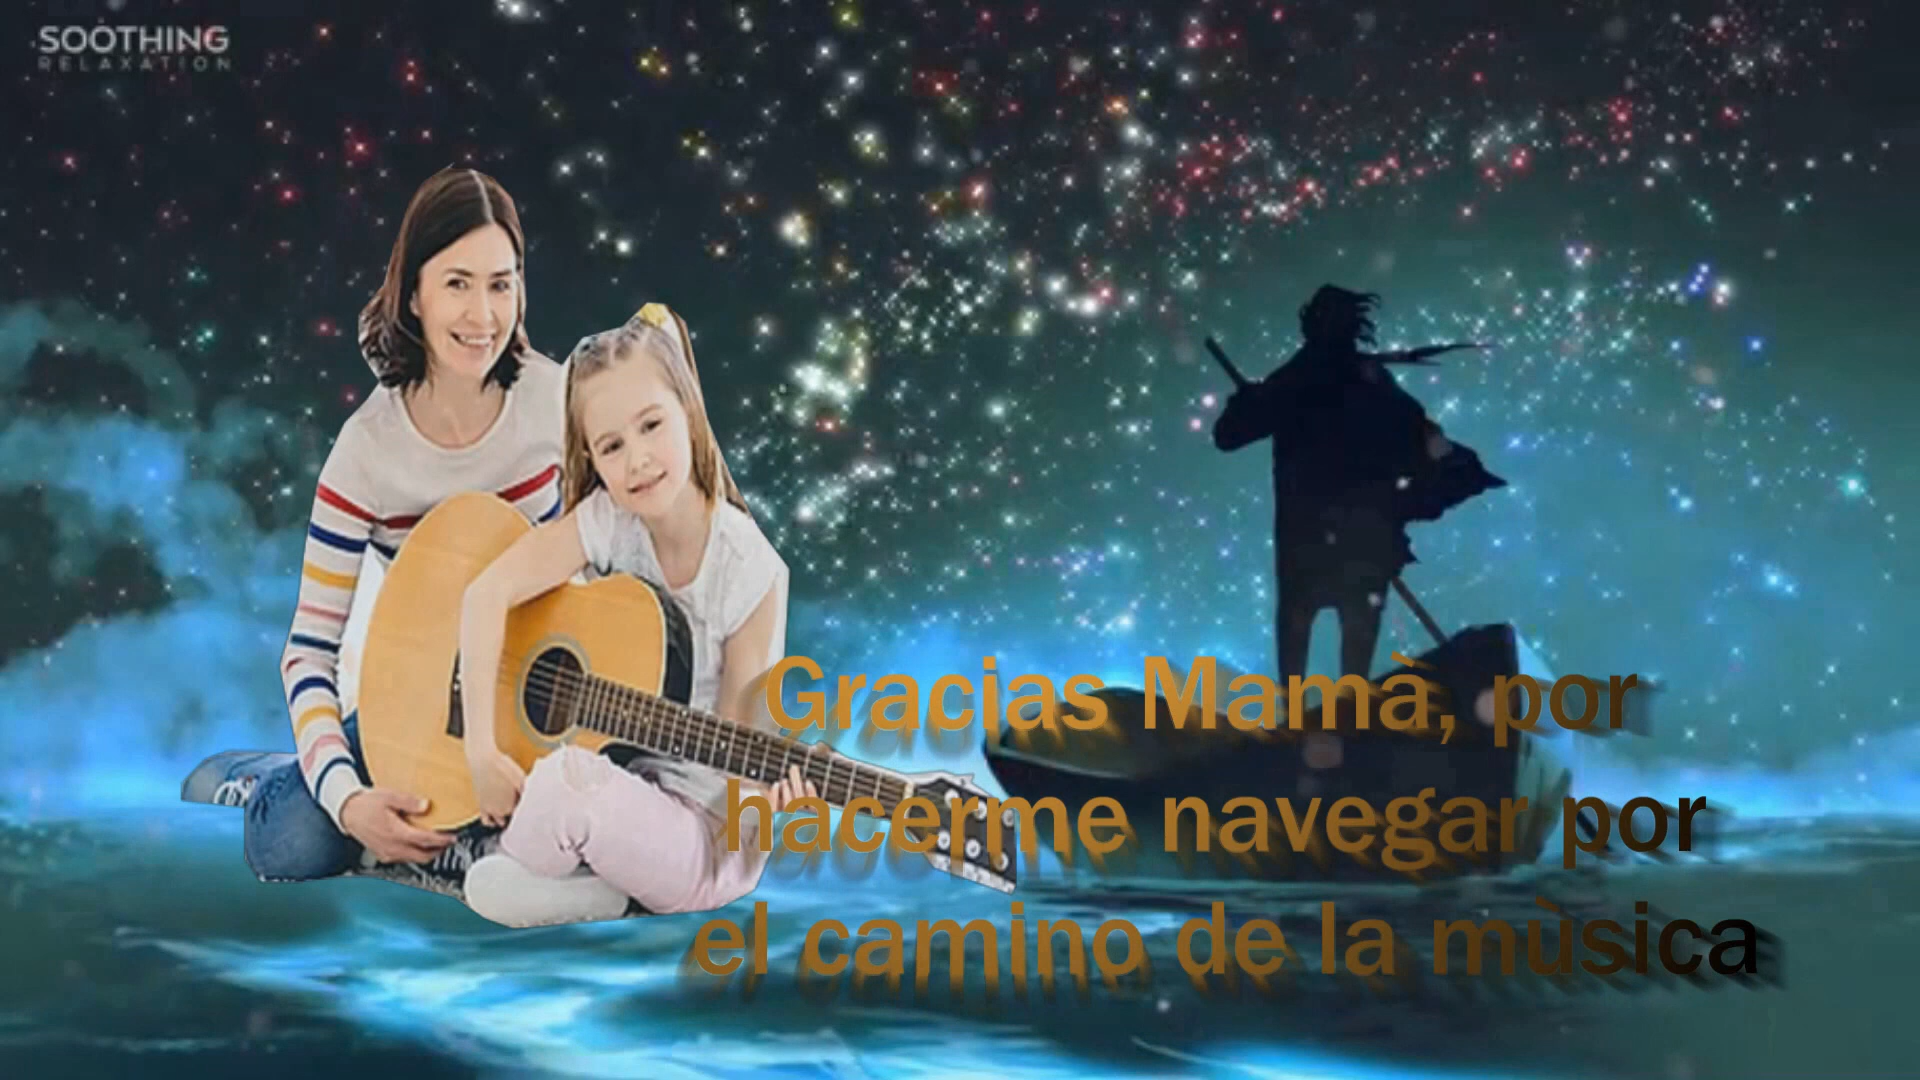 SOOTHING
RELAXATION
Gracias Mamà, por
hacerme navegar por
el camino de la mùsica